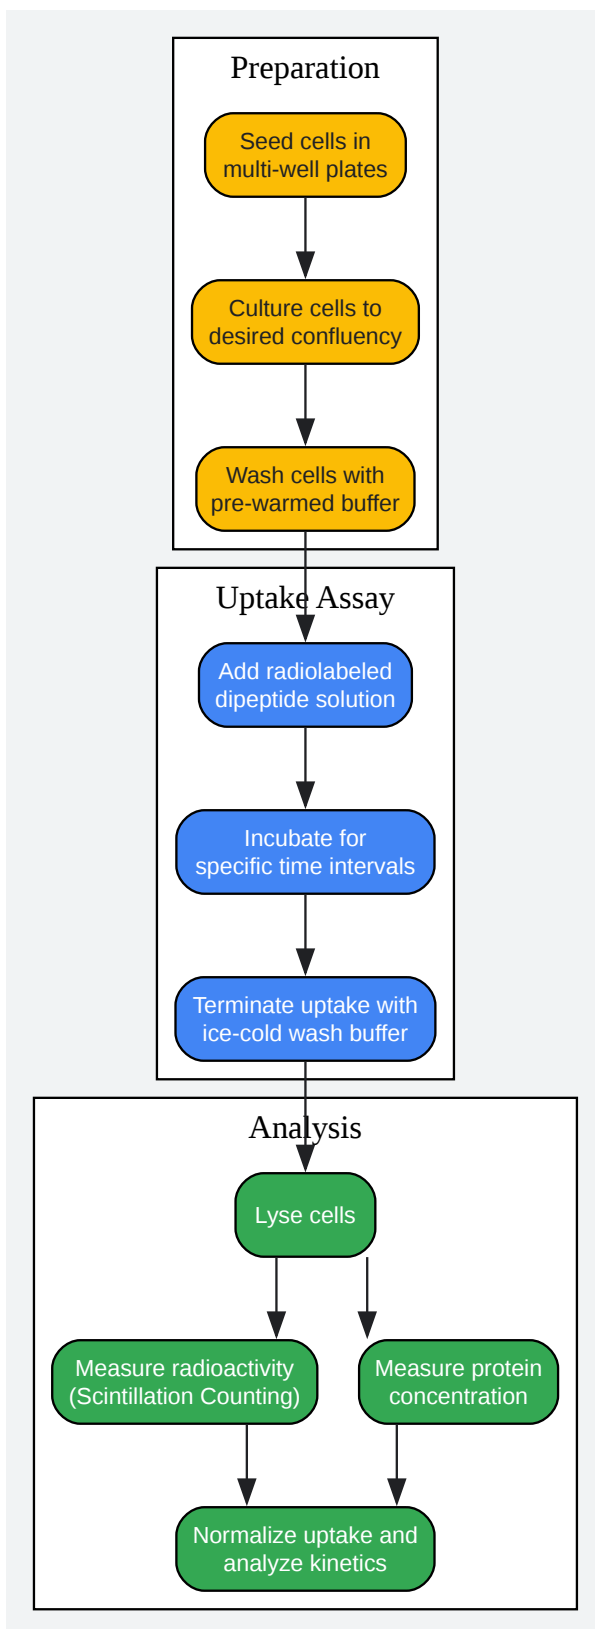 Preparation
Seed cells in
multi-well plates
Culture cells to
desired confluency
Wash cells with
pre-warmed buffer
Uptake Assay
Add radiolabeled
dipeptide solution
Incubate for
specific time intervals
Terminate uptake with
ice-cold wash buffer
Analysis
Lyse cells
Measure radioactivity
(Scintillation Counting)
Measure protein
concentration
Normalize uptake and
analyze kinetics